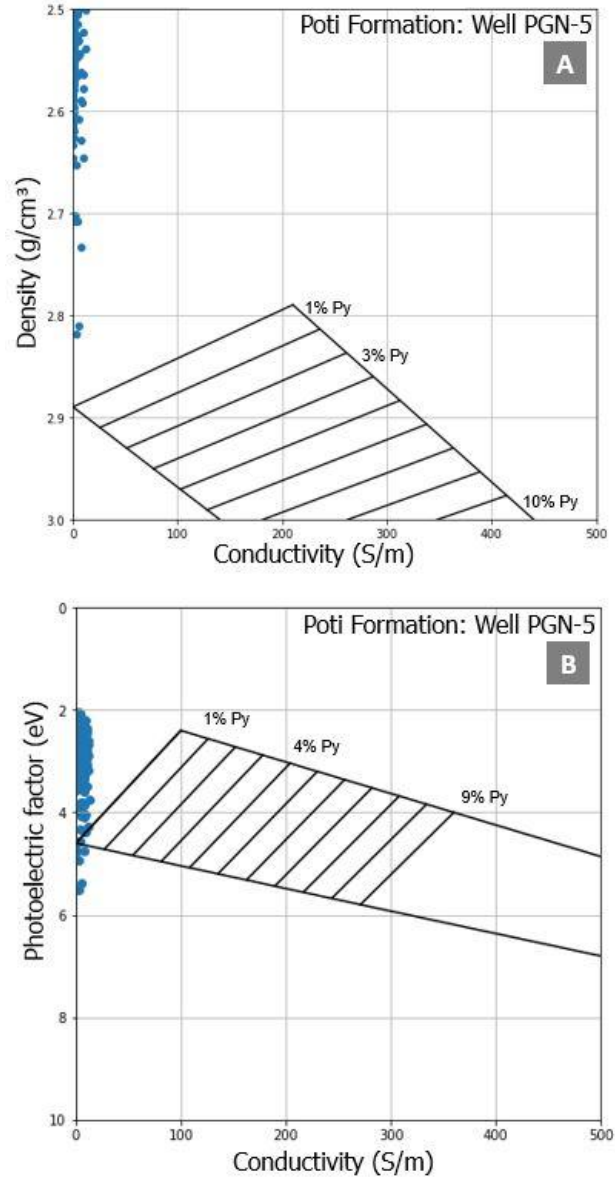 Poti Formation: Well PGN-5
A
2.5
2.6
2.7
2.8
2.9
3.0
Density (g/cm³)
1% Py
3% Py
10% Py
0
100
200
300
400
500
Conductivity (S/m)
Poti Formation: Well PGN-5
B
0
2
4
6
8
10
Photoelectric factor (eV)
1% Py
4% Py
9% Py
0
100
200
300
400
500
Conductivity (S/m)